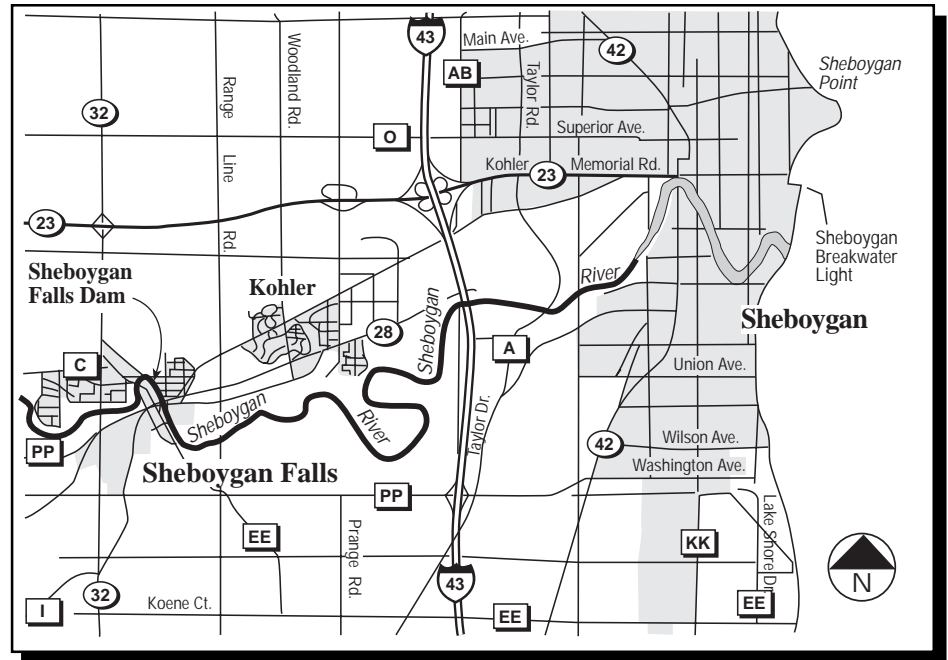 43
Main Ave.
42
Woodland Rd.
Sheboygan
Point
AB
Taylor Rd.
32
Range
Line
Rd.
O
Superior Ave.
Kohler
23
Memorial Rd.
23
Sheboygan
Breakwater
Light
Sheboygan
Falls Dam
Kohler
River
Sheboygan
28
Sheboygan
A
C
Union Ave.
Sheboygan
River
Taylor Dr.
42
Wilson Ave.
Washington Ave.
PP
Sheboygan Falls
PP
EE
Prange Rd.
KK
Lake Shore Dr.
N
43
I
32
Koene Ct.
EE
EE